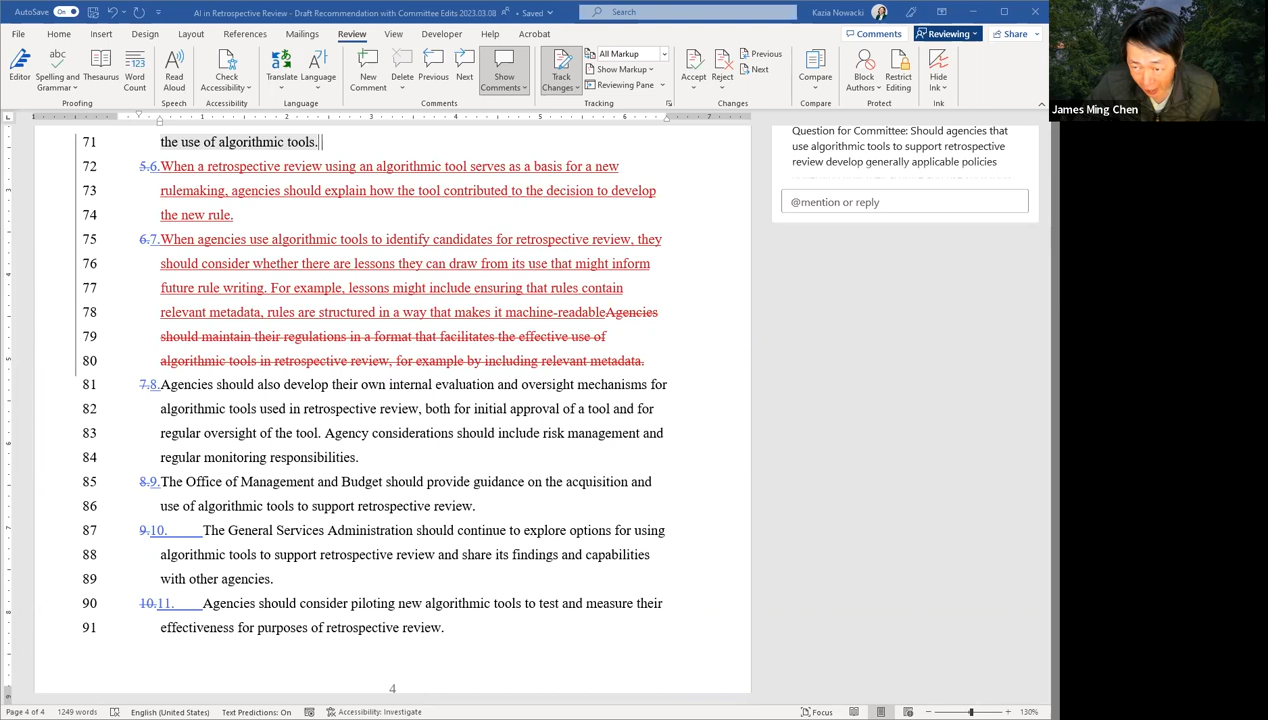 AutoSave On
AI in Retrospective Review - Draft Recommendation with Committee Edits 2023.03.08 • Saved
Search
Kazia Nowacki
File Home Insert Design Layout References Mailings Review View Developer Help Acrobat
Comments Reviewing Share
Editor
Spelling and Grammar
Thesaurus
Word Count
Read Aloud
Check Accessibility
Translate
Language
New Comment
Delete
Previous
Next
Show Comments
Track Changes
All Markup
Show Markup
Reviewing Pane
Accept
Reject
Previous
Next
Compare
Block Authors
Restrict Editing
Hide Ink
Proofing Speech Accessibility Language Comments Tracking Changes Compare Protect Ink
James Ming Chen
71 the use of algorithmic tools.
72 5.6.When a retrospective review using an algorithmic tool serves as a basis for a new
73 rulemaking, agencies should explain how the tool contributed to the decision to develop
74 the new rule.
75 6.7.When agencies use algorithmic tools to identify candidates for retrospective review, they
76 should consider whether there are lessons they can draw from its use that might inform
77 future rule writing. For example, lessons might include ensuring that rules contain
78 relevant metadata, rules are structured in a way that makes it machine-readableAgencies
79 should maintain their regulations in a format that facilitates the effective use of
80 algorithmic tools in retrospective review, for example by including relevant metadata.
81 7.8.Agencies should also develop their own internal evaluation and oversight mechanisms for
82 algorithmic tools used in retrospective review, both for initial approval of a tool and for
83 regular oversight of the tool. Agency considerations should include risk management and
84 regular monitoring responsibilities.
85 8.9.The Office of Management and Budget should provide guidance on the acquisition and
86 use of algorithmic tools to support retrospective review.
87 9.10. The General Services Administration should continue to explore options for using
88 algorithmic tools to support retrospective review and share its findings and capabilities
89 with other agencies.
90 10.11. Agencies should consider piloting new algorithmic tools to test and measure their
91 effectiveness for purposes of retrospective review.
4
Question for Committee: Should agencies that
use algorithmic tools to support retrospective
review develop generally applicable policies
@mention or reply
Page 4 of 4 1249 words English (United States) Text Predictions: On Accessibility: Investigate Focus 130%